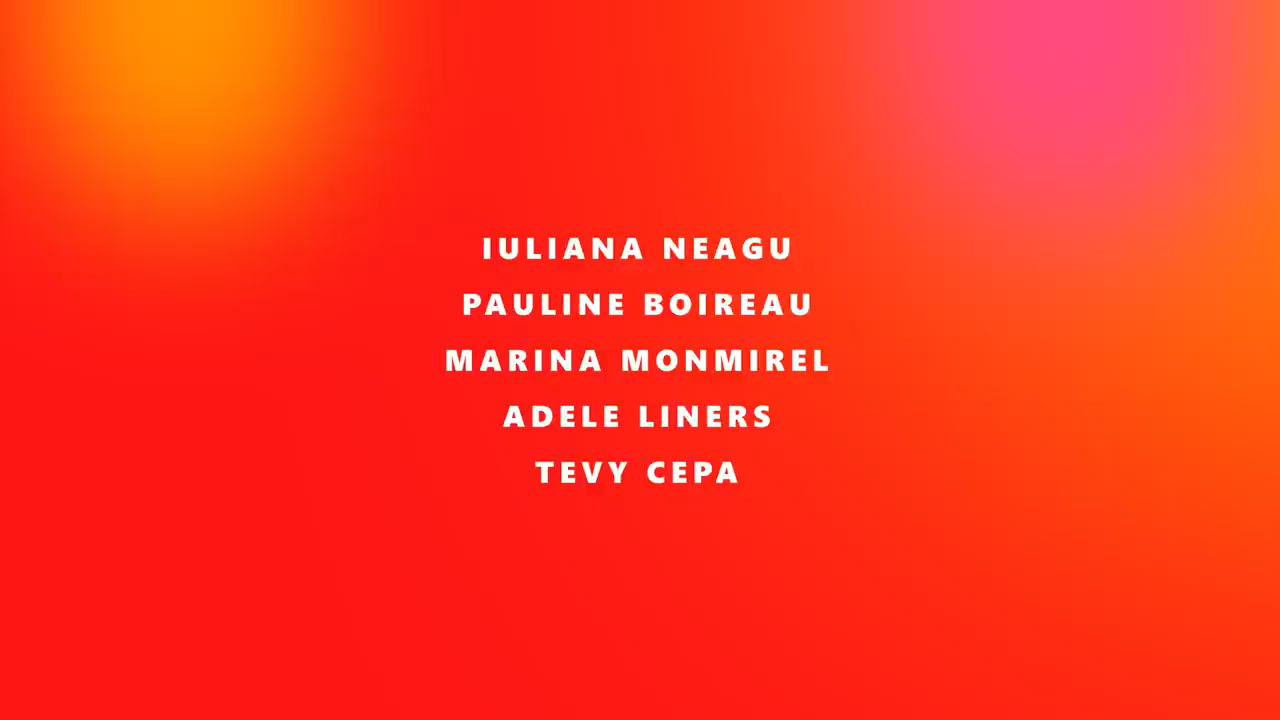 IULIANA NEAGU
PAULINE BOIREAU
MARINA MONMIREL
ADELE LINERS
TEVY CEPA